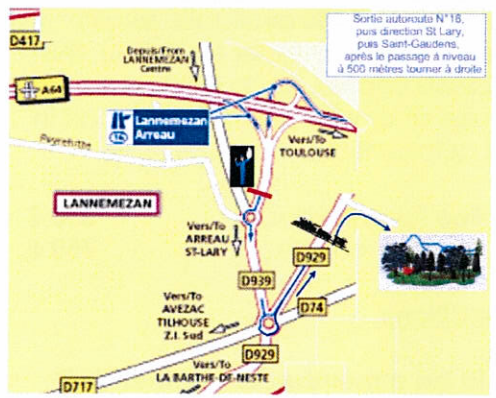 Sortie autoroute N°16,
puis direction St Lary,
puis Saint-Gaudens,
après le passage à niveau
à 500 mètres tourner à droite
D417
Depuis/From
LANNEMEZAN
Centre
A64
Lannemezan
Arreau
Vers/To
TOULOUSE
Peyrehitte
LANNEMEZAN
Vers/To
ARREAU
ST-LARY
D929
D939
Vers/To
AVEZAC
TILHOUSE
Z.I. Sud
D74
D929
Vers/To
LA BARTHE-DE-NESTE
D717